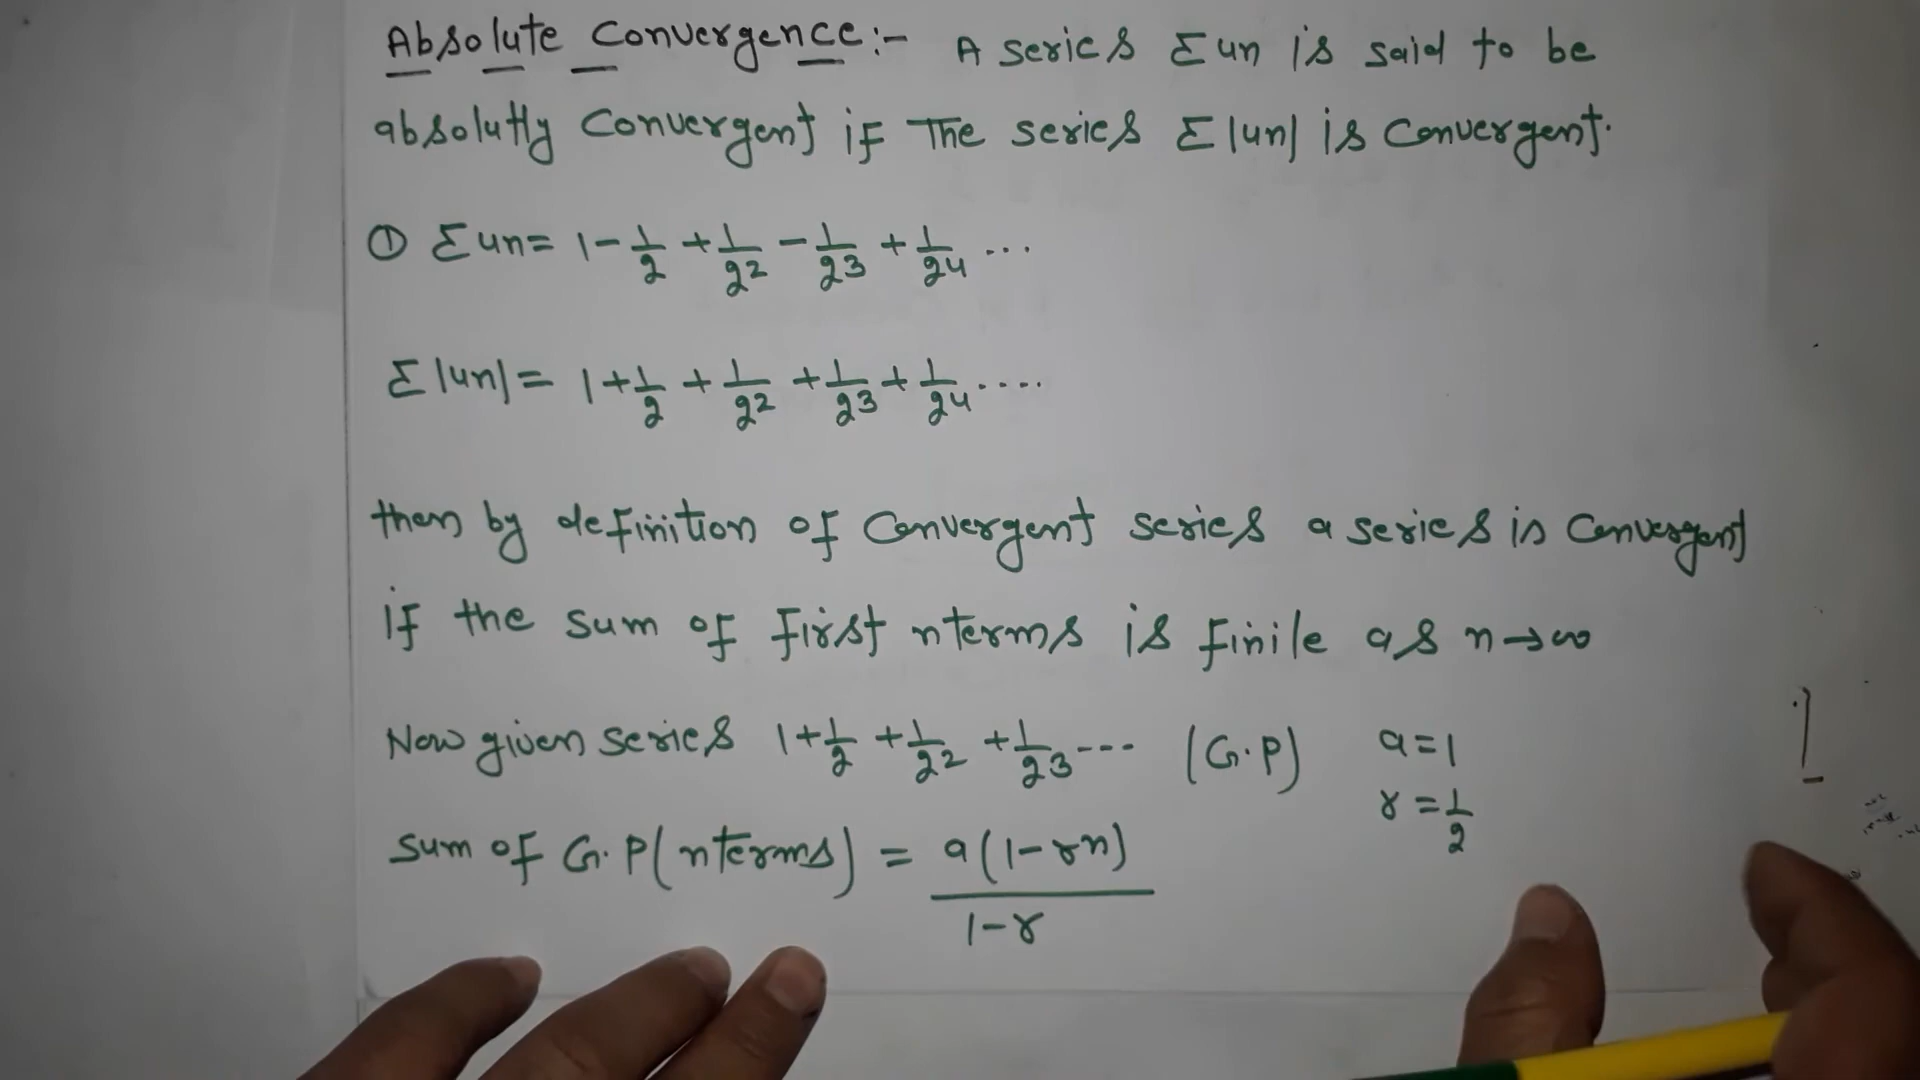 Absolute Convergence:- A series Σun is said to be
absolutly Convergent if The series Σ|un| is Convergent.
① Σun= 1-1/2 +1/2² -1/2³ +1/2⁴ ...
Σ|un|= 1+1/2 +1/2² +1/2³+1/2⁴.....
then by definition of Convergent series a series is Convergent
if the sum of first n terms is finile as n→∞
Now given series 1+1/2 +1/2² +1/2³--- (G.P) a=1
r=1/2
sum of G.P(n terms) = a(1-rⁿ)/1-r